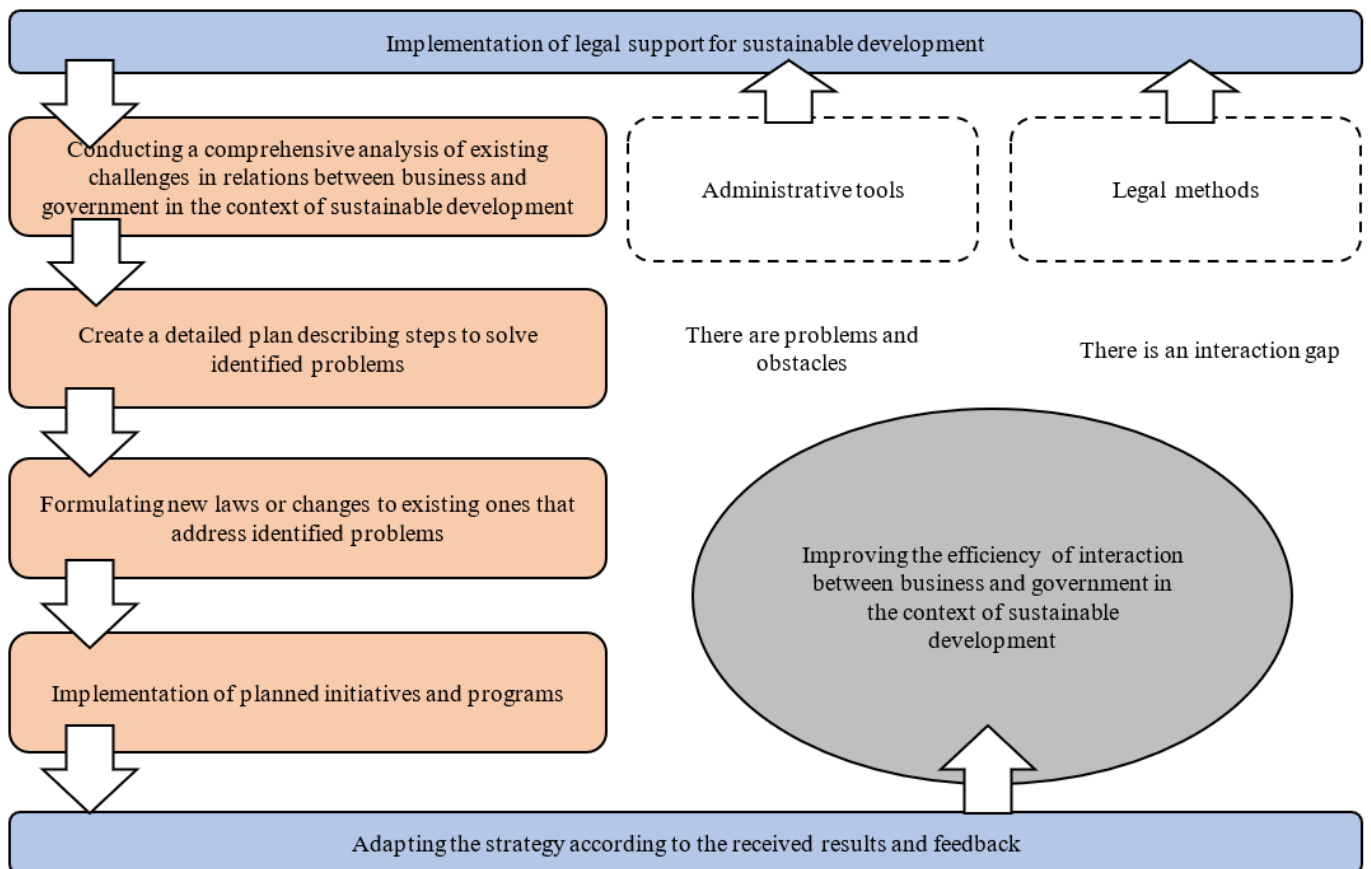 Implementation of legal support for sustainable development
Conducting a comprehensive analysis of existing
challenges in relations between business and
government in the context of sustainable development
Administrative tools
Legal methods
Create a detailed plan describing steps to solve
identified problems
There are problems and
obstacles
There is an interaction gap
Formulating new laws or changes to existing ones that
address identified problems
Improving the efficiency of interaction
between business and government in
the context of sustainable
development
Implementation of planned initiatives and programs
Adapting the strategy according to the received results and feedback